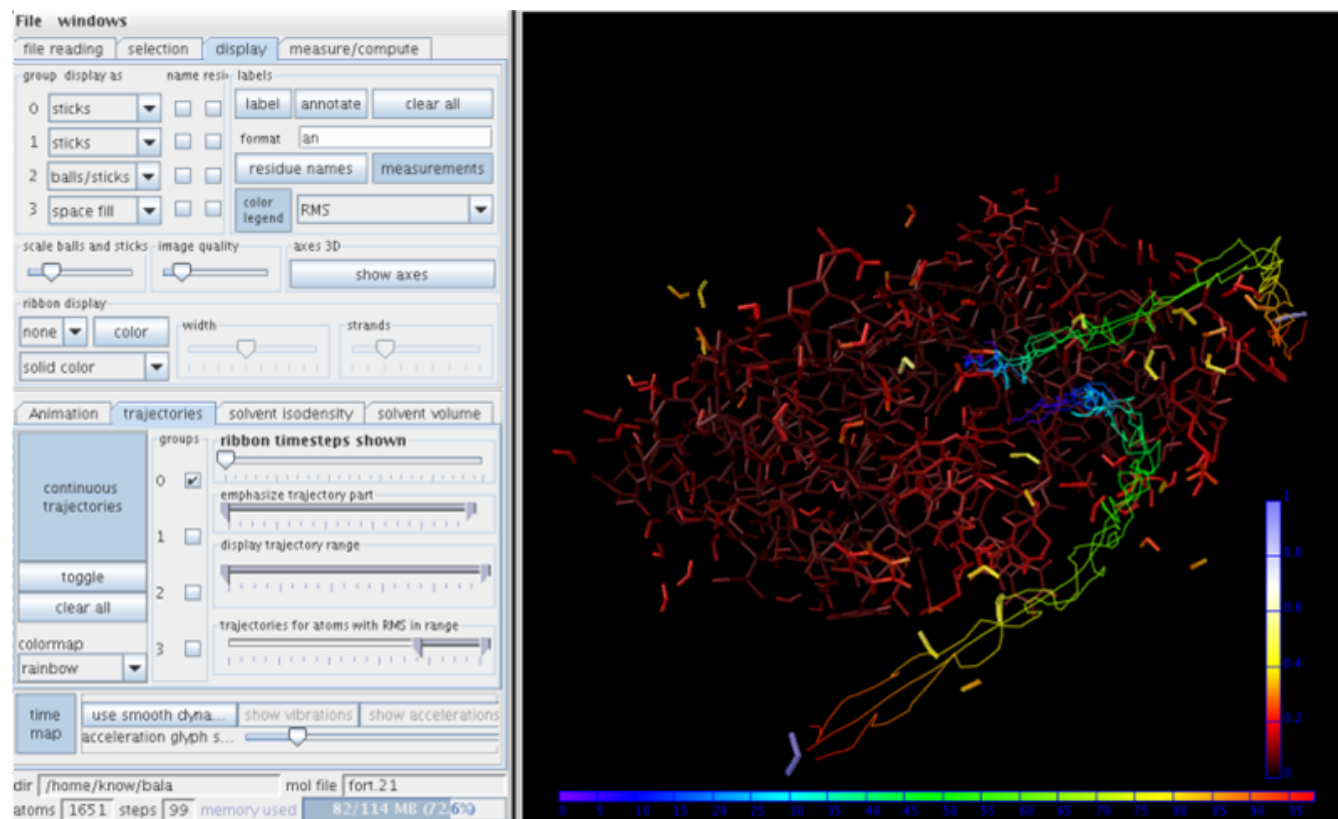 File windows
file reading selection display measure/compute
group display as name resi labels
0 sticks label annotate clear all
1 sticks format an
2 balls/sticks residue names measurements
3 space fill color legend RMS
scale balls and sticks image quality axes 3D
show axes
ribbon display
none color width strands
solid color
Animation trajectories solvent isodensity solvent volume
continuous trajectories
groups
0
1
2
3
ribbon timesteps shown
emphasize trajectory part
display trajectory range
trajectories for atoms with RMS in range
toggle
clear all
colormap
rainbow
time map
use smooth dyna... show vibrations show accelerations
acceleration glyph s...
dir /home/know/bala mol file fort.21
atoms 1651 steps 99 memory used 82/114 MB (72.6%)
1
0.8
0.6
0.4
0.2
0
0 5 10 15 20 25 30 35 40 45 50 55 60 65 70 75 80 85 90 95